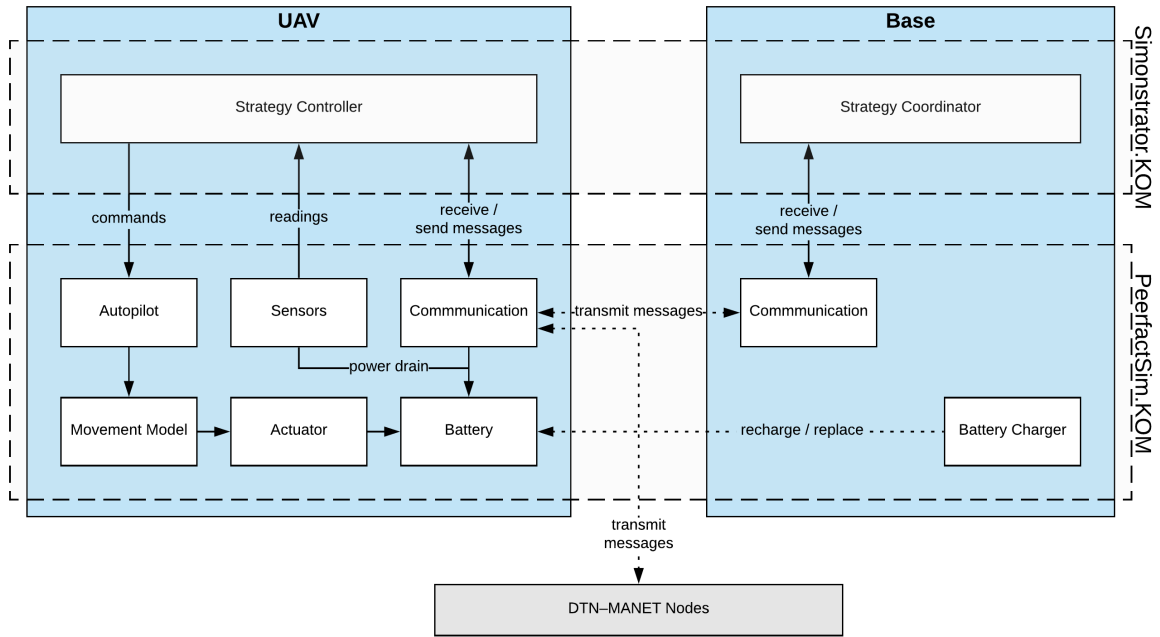 UAV
Base
Simonstrator.KOM
Strategy Controller
Strategy Coordinator
commands
readings
receive /
send messages
receive /
send messages
PeerfactSim.KOM
Autopilot
Sensors
Commmunication
transmit messages
Commmunication
power drain
Movement Model
Actuator
Battery
recharge / replace
Battery Charger
transmit
messages
DTN–MANET Nodes